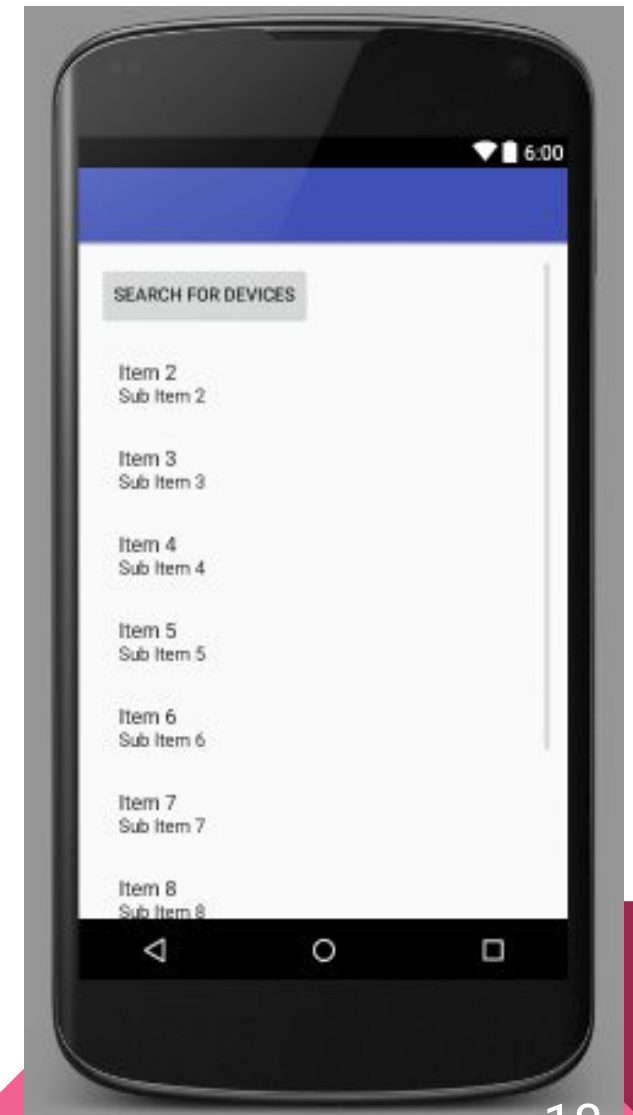 6:00
SEARCH FOR DEVICES
Item 2
Sub Item 2
Item 3
Sub Item 3
Item 4
Sub Item 4
Item 5
Sub Item 5
Item 6
Sub Item 6
Item 7
Sub Item 7
Item 8
Sub Item 8